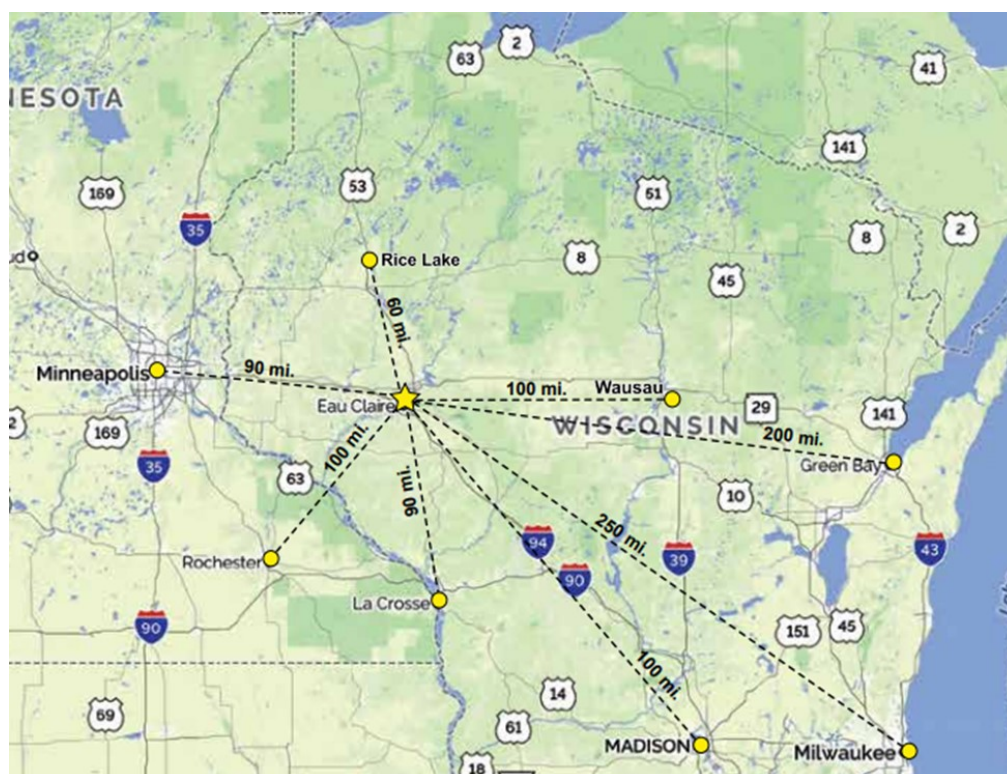 2
63
41
NESOTA
141
169
53
51
35
8
2
8
ud
Rice Lake
45
60 mi.
Minneapolis
90 mi.
100 mi.
Wausau
Eau Claire
29
141
2
169
WISCONSIN
200 mi.
100 mi.
Green Bay
35
63
90 mi.
10
250 mi.
94
39
43
Rochester
90
La Crosse
90
151
45
100 mi.
69
14
61
MADISON
Milwaukee
18